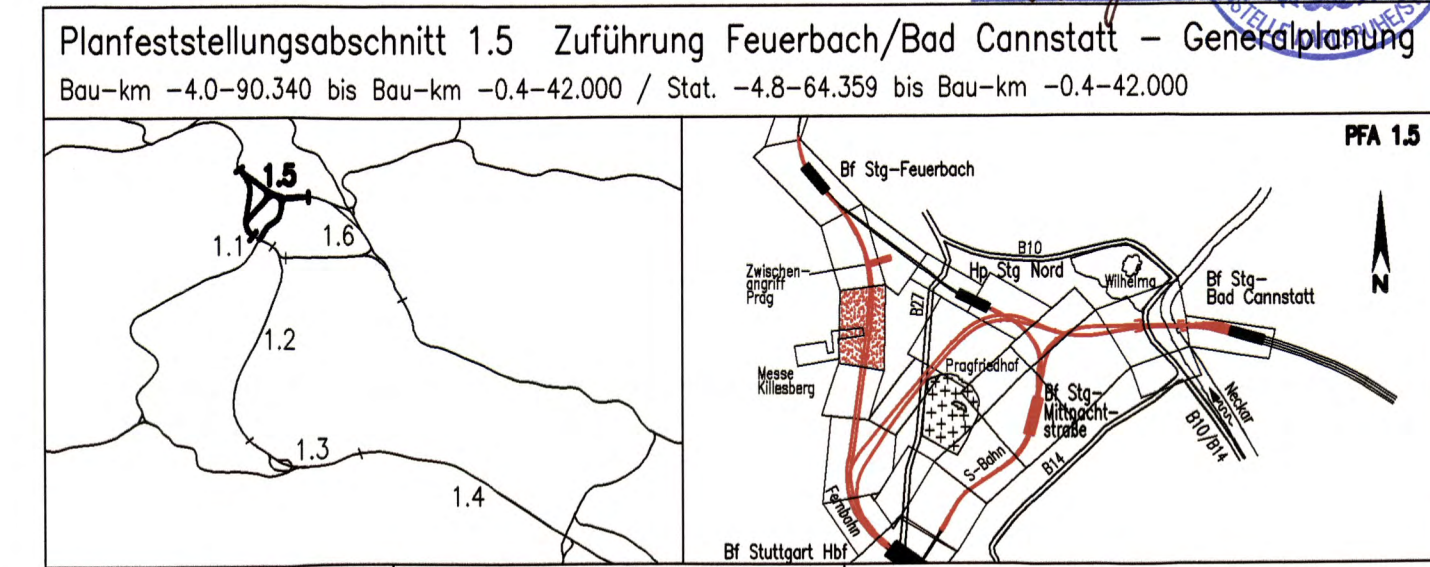 Planfeststellungsabschnitt 1.5 Zuführung Feuerbach/Bad Cannstatt – Generalplanung
Bau-km -4.0-90.340 bis Bau-km -0.4-42.000 / Stat. -4.8-64.359 bis Bau-km -0.4-42.000
1.5
1.1
1.6
1.2
1.3
1.4
PFA 1.5
Bf Stg-Feuerbach
N
B10
Zwischen-
angriff
Prag
Hp Stg Nord
Wilhelma
Bf Stg-
Bad Cannstatt
B27
Messe
Killesberg
Pragfriedhof
Bf Stg-
Mittnacht-
straße
Neckar
B10/B14
S-Bahn
B14
Fernbahn
Bf Stuttgart Hbf